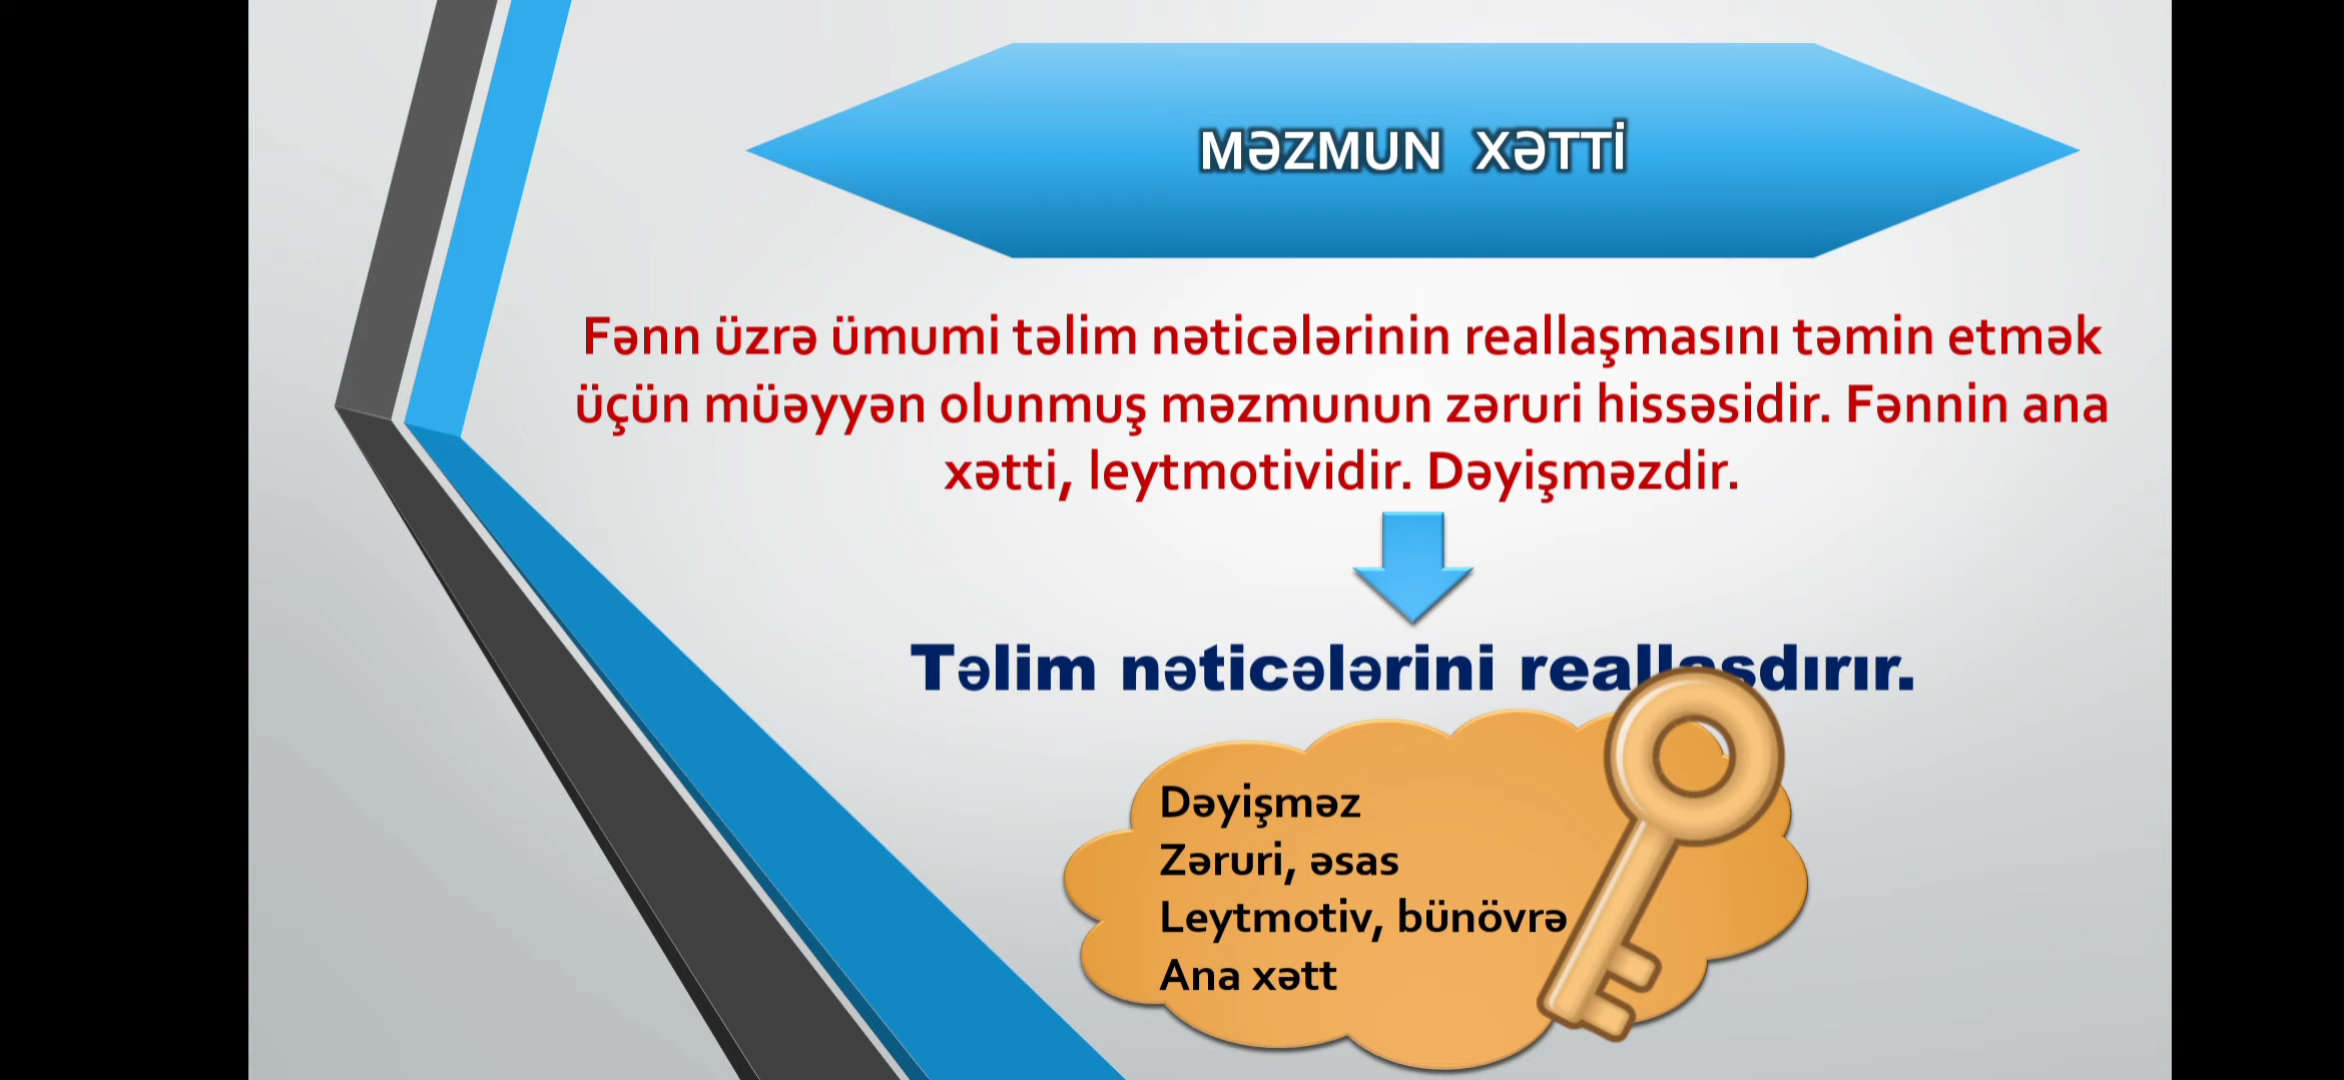 MƏZMUN XƏTTİ
Fənn üzrə ümumi təlim nəticələrinin reallaşmasını təmin etmək
üçün müəyyən olunmuş məzmunun zəruri hissəsidir. Fənnin ana
xətti, leytmotividir. Dəyişməzdir.
Təlim nəticələrini reallaşdırır.
Dəyişməz
Zəruri, əsas
Leytmotiv, bünövrə
Ana xətt